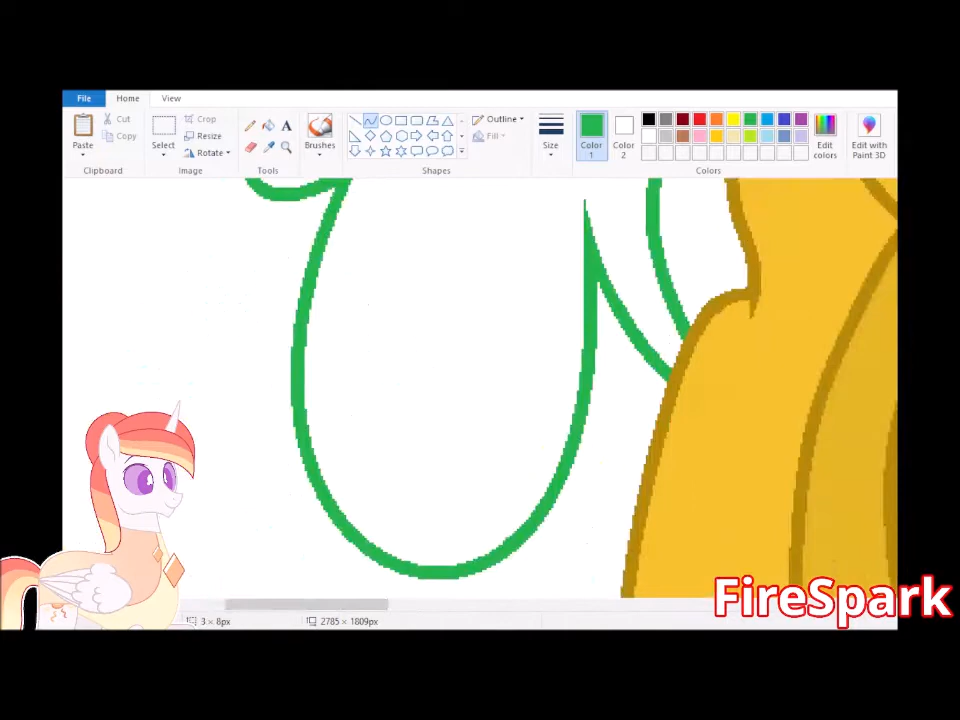 File Home View
Cut Crop Outline
Copy Resize Fill
Paste Select Rotate Brushes Size Color 1 Color 2 Edit colors Edit with Paint 3D
Clipboard Image Tools Shapes Colors
A
FireSpark
3 × 8px 2785 × 1809px